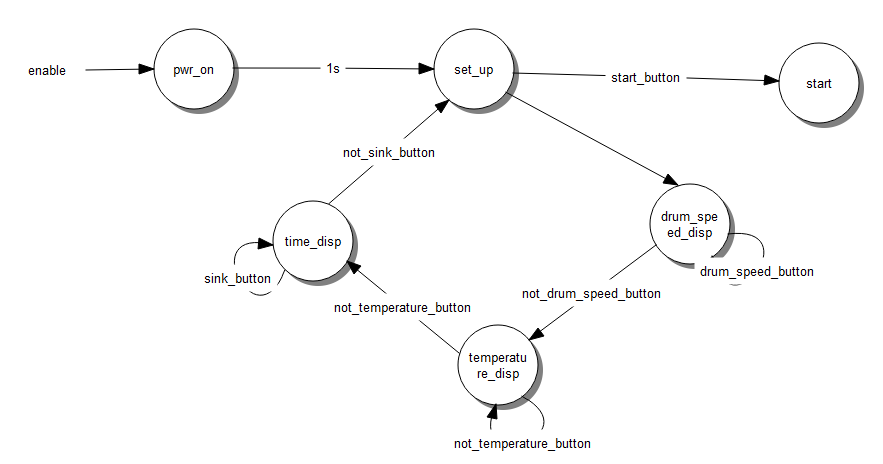 enable
pwr_on
1s
set_up
start_button
start
not_sink_button
drum_spe
ed_disp
time_disp
sink_button
drum_speed_button
not_drum_speed_button
not_temperature_button
temperatu
re_disp
not_temperature_button